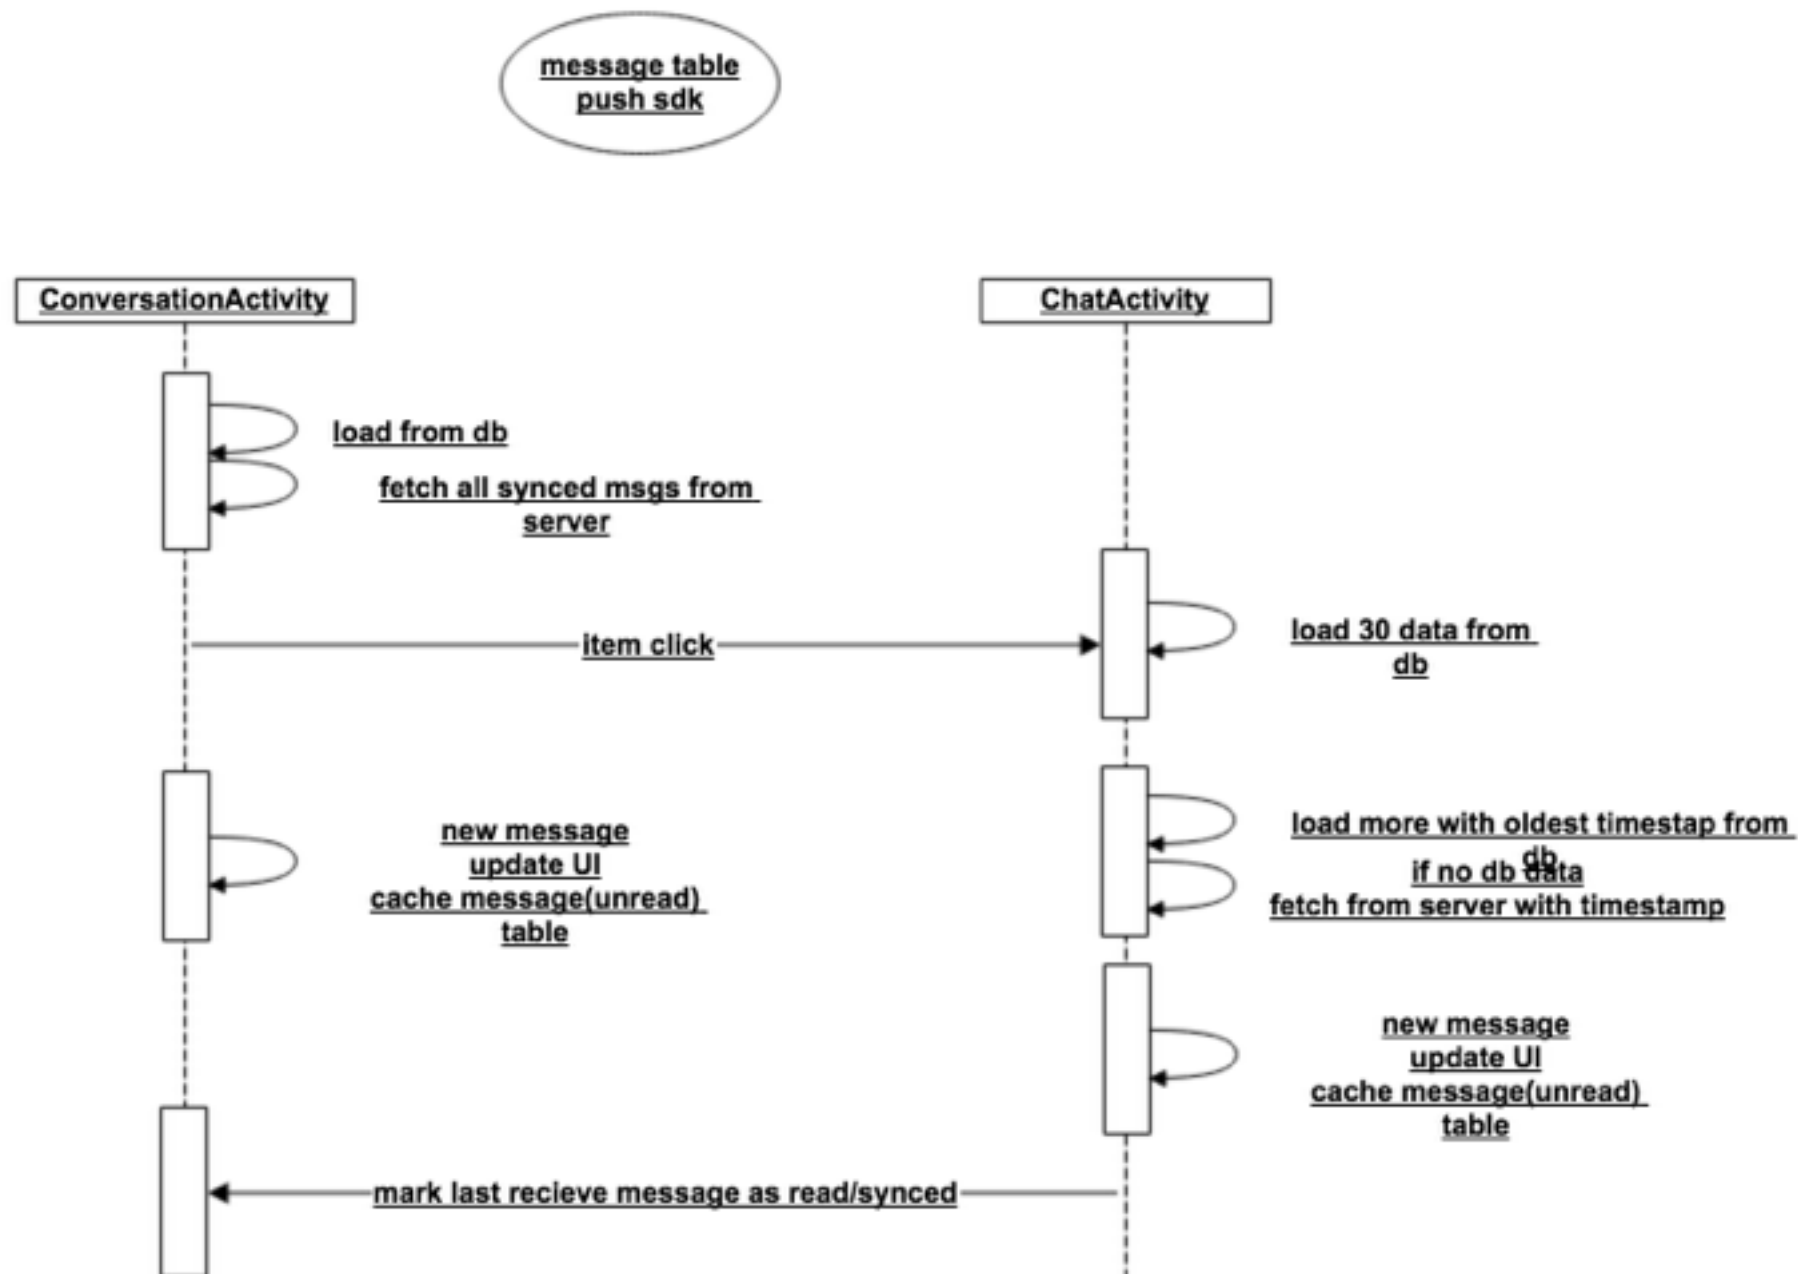 message table
push sdk
ConversationActivity
ChatActivity
load from db
fetch all synced msgs from
server
item click
load 30 data from
db
new message
update UI
cache message(unread)
table
load more with oldest timestap from
db
if no db data
fetch from server with timestamp
new message
update UI
cache message(unread)
table
mark last recieve message as read/synced